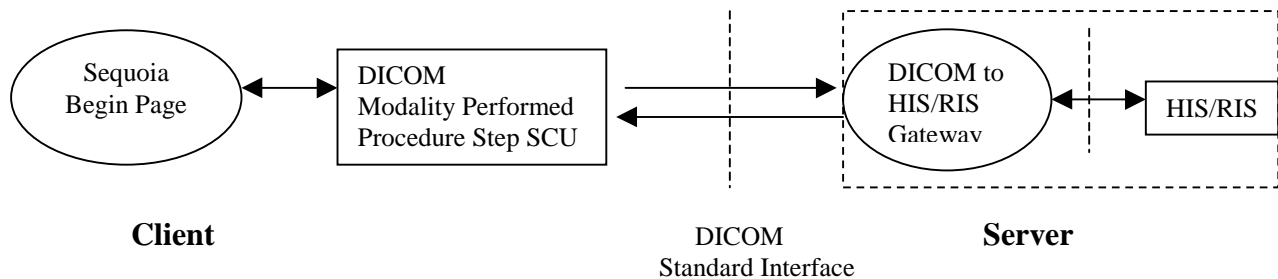 Sequoia
Begin Page
DICOM
Modality Performed
Procedure Step SCU
DICOM to
HIS/RIS
Gateway
HIS/RIS
Client
DICOM
Standard Interface
Server